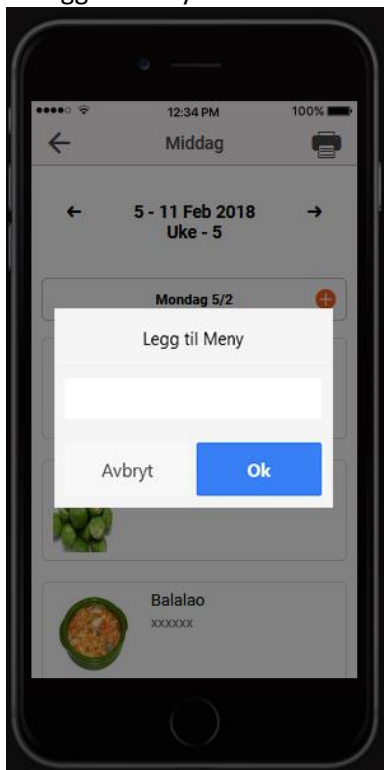 12:34 PM 100%
Middag
5 - 11 Feb 2018
Uke - 5
Mondag 5/2
Legg til Meny
Avbryt Ok
Balalao
xxxxxx